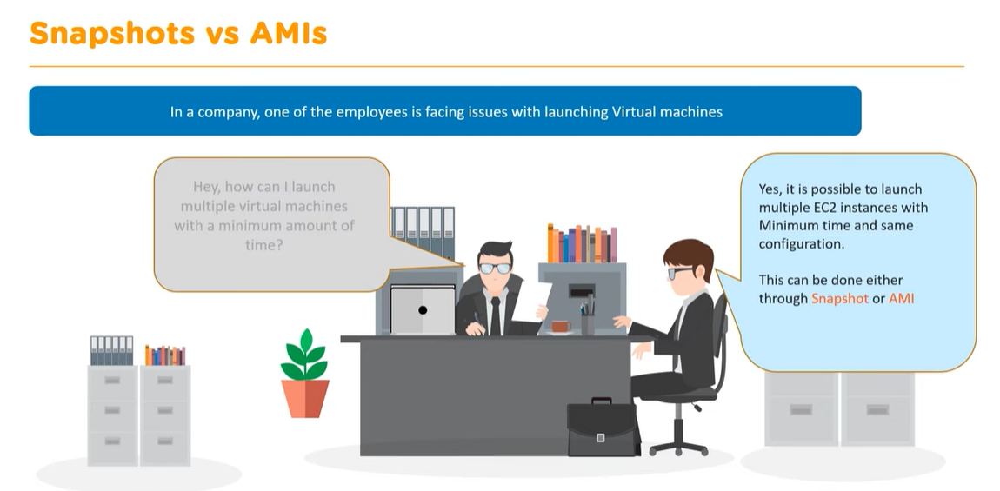 Snapshots vs AMIs
In a company, one of the employees is facing issues with launching Virtual machines
Hey, how can I launch
multiple virtual machines
with a minimum amount of
time?
Yes, it is possible to launch
multiple EC2 instances with
Minimum time and same
configuration.
This can be done either
through Snapshot or AMI